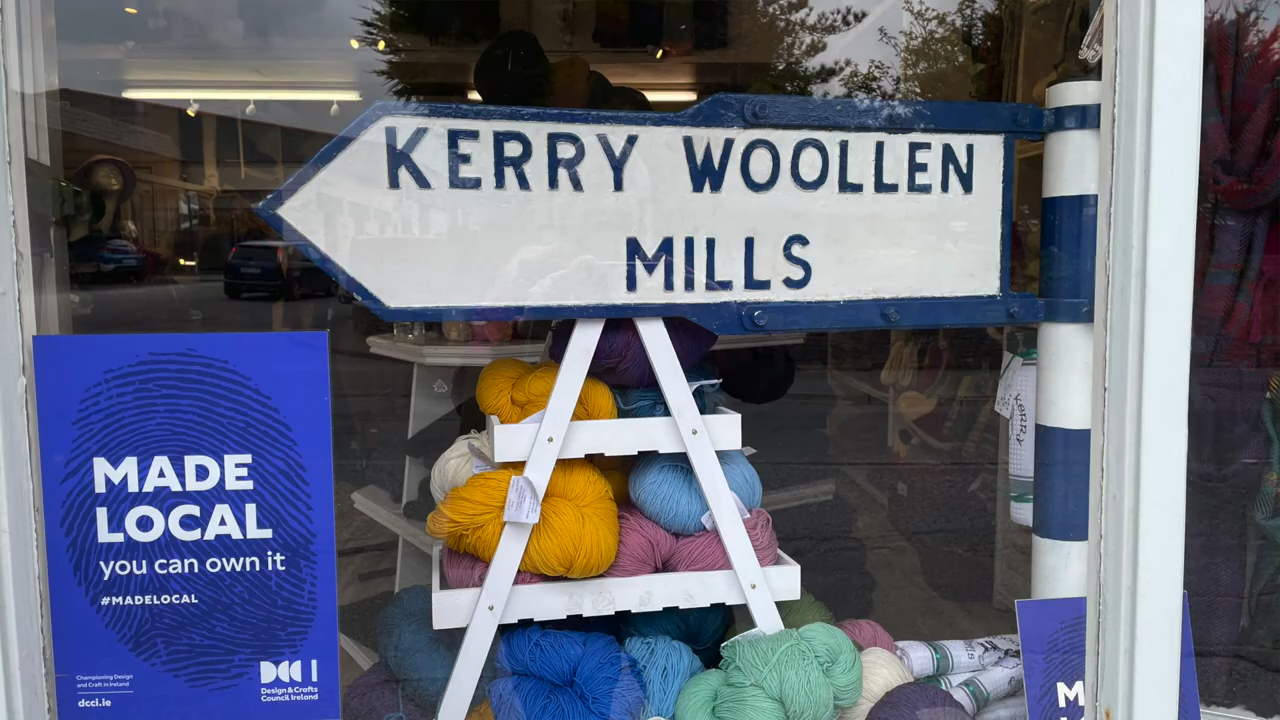 KERRY WOOLLEN
MILLS
MADE
LOCAL
you can own it
#MADELOCAL
Championing Design
and Craft in Ireland
dcci.ie
DCCI
Design & Crafts
Council Ireland
KERRY
M